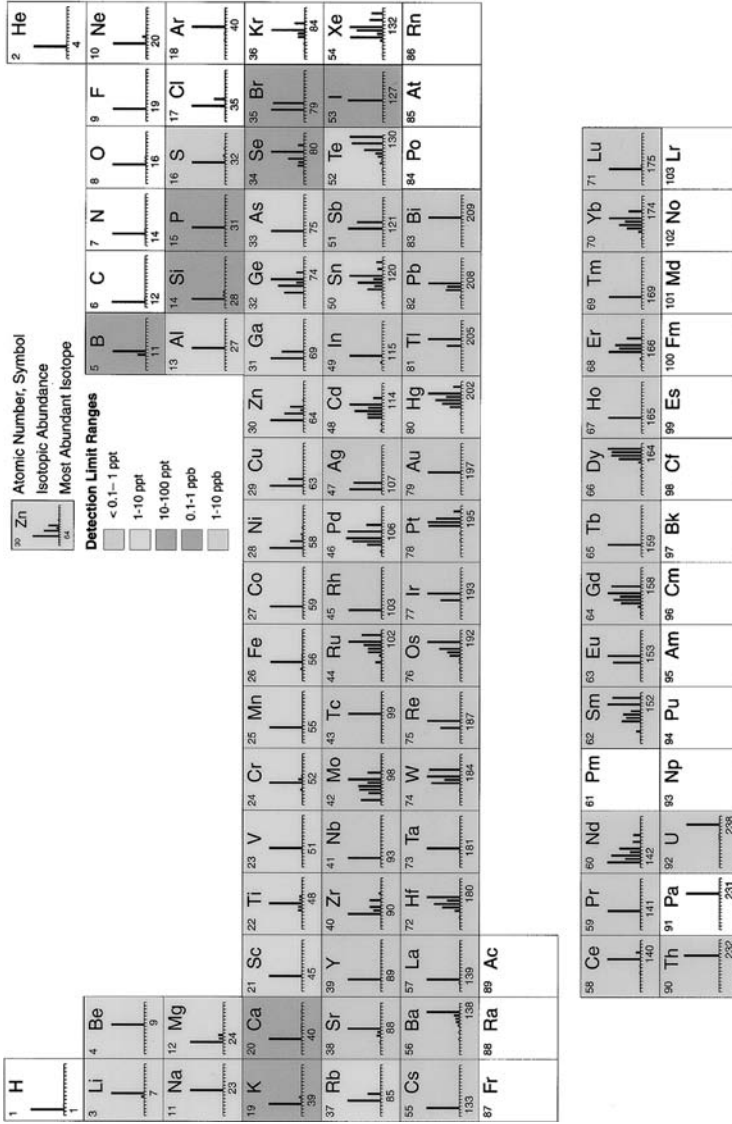 1 H
1
2 He
4
30 Zn
64
Atomic Number, Symbol
Isotopic Abundance
Most Abundant Isotope
Detection Limit Ranges
< 0.1– 1 ppt
1-10 ppt
10-100 ppt
0.1-1 ppb
1-10 ppb
3 Li
7
4 Be
9
5 B
11
6 C
12
7 N
14
8 O
16
9 F
19
10 Ne
20
11 Na
23
12 Mg
24
13 Al
27
14 Si
28
15 P
31
16 S
32
17 Cl
35
18 Ar
40
19 K
39
20 Ca
40
21 Sc
45
22 Ti
48
23 V
51
24 Cr
52
25 Mn
55
26 Fe
56
27 Co
59
28 Ni
58
29 Cu
63
30 Zn
64
31 Ga
69
32 Ge
74
33 As
75
34 Se
80
35 Br
79
36 Kr
84
37 Rb
85
38 Sr
88
39 Y
89
40 Zr
90
41 Nb
93
42 Mo
98
43 Tc
99
44 Ru
102
45 Rh
103
46 Pd
106
47 Ag
107
48 Cd
114
49 In
115
50 Sn
120
51 Sb
121
52 Te
130
53 I
127
54 Xe
132
55 Cs
133
56 Ba
138
57 La
139
72 Hf
180
73 Ta
181
74 W
184
75 Re
187
76 Os
192
77 Ir
193
78 Pt
195
79 Au
197
80 Hg
202
81 Tl
205
82 Pb
208
83 Bi
209
84 Po
85 At
86 Rn
87 Fr
88 Ra
89 Ac
58 Ce
140
59 Pr
141
60 Nd
142
61 Pm
62 Sm
152
63 Eu
153
64 Gd
158
65 Tb
159
66 Dy
164
67 Ho
165
68 Er
166
69 Tm
169
70 Yb
174
71 Lu
175
90 Th
232
91 Pa
231
92 U
238
93 Np
94 Pu
95 Am
96 Cm
97 Bk
98 Cf
99 Es
100 Fm
101 Md
102 No
103 Lr